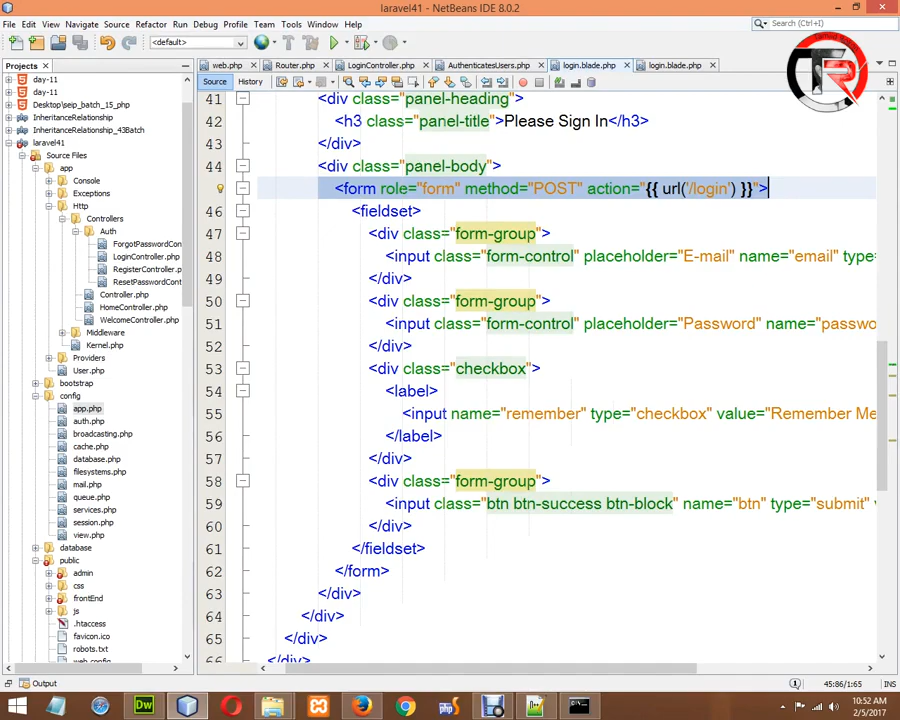 laravel41 - NetBeans IDE 8.0.2
File Edit View Navigate Source Refactor Run Debug Profile Team Tools Window Help
Search (Ctrl+I)
<default>
Projects
web.php Router.php LoginController.php AuthenticatesUsers.php login.blade.php login.blade.php
Source History
day-11
day-11
Desktop\seip_batch_15_php
InheritanceRelationship
InheritanceRelationship_43Batch
laravel41
Source Files
app
Console
Exceptions
Http
Controllers
Auth
ForgotPasswordCon
LoginController.php
RegisterController.p
ResetPasswordCont
Controller.php
HomeController.php
WelcomeController.php
Middleware
Kernel.php
Providers
User.php
bootstrap
config
app.php
auth.php
broadcasting.php
cache.php
database.php
filesystems.php
mail.php
queue.php
services.php
session.php
view.php
database
public
admin
css
frontEnd
js
.htaccess
favicon.ico
robots.txt
web.config
41 <div class="panel-heading">
42 <h3 class="panel-title">Please Sign In</h3>
43 </div>
44 <div class="panel-body">
<form role="form" method="POST" action="{{ url('/login') }}">
46 <fieldset>
47 <div class="form-group">
48 <input class="form-control" placeholder="E-mail" name="email" type=
49 </div>
50 <div class="form-group">
51 <input class="form-control" placeholder="Password" name="passwo
52 </div>
53 <div class="checkbox">
54 <label>
55 <input name="remember" type="checkbox" value="Remember Me
56 </label>
57 </div>
58 <div class="form-group">
59 <input class="btn btn-success btn-block" name="btn" type="submit" v
60 </div>
61 </fieldset>
62 </form>
63 </div>
64 </div>
65 </div>
66 </div>
Output
45:86/1:65 INS
10:52 AM
2/5/2017